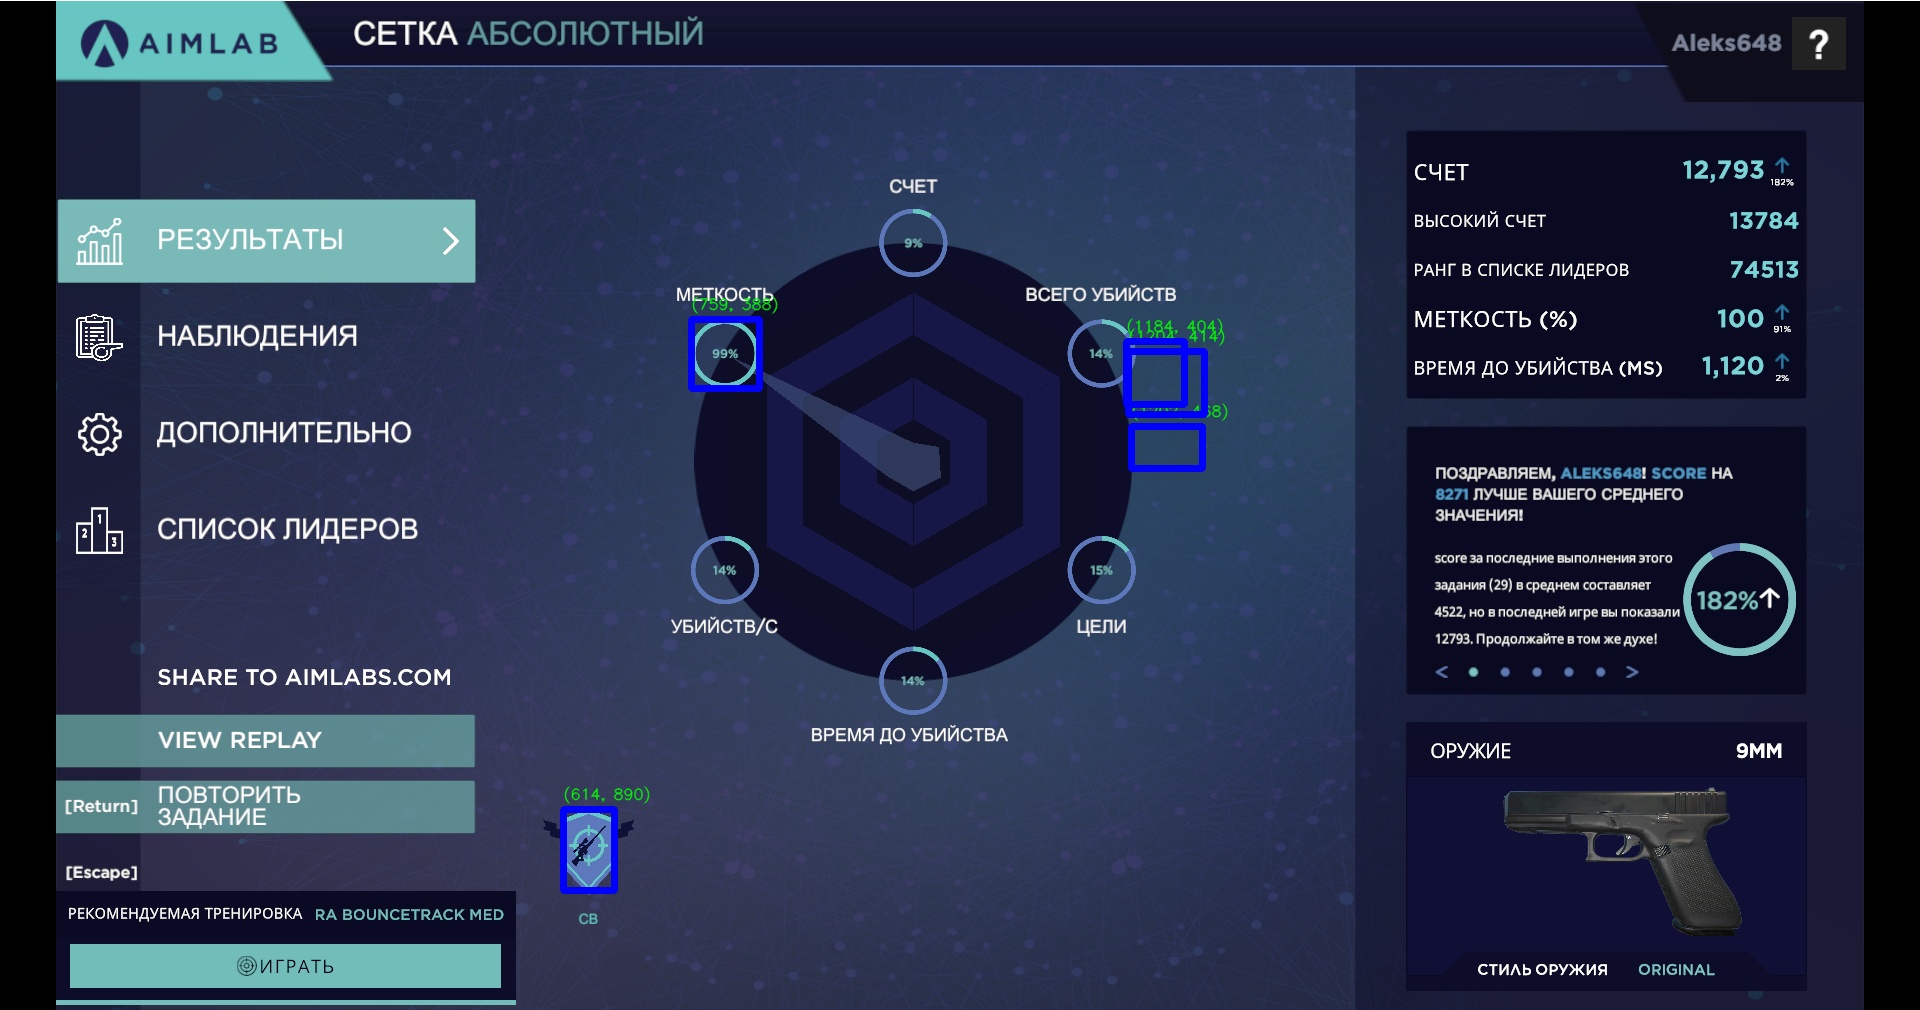 AIMLAB
СЕТКА АБСОЛЮТНЫЙ
Aleks648 ?
РЕЗУЛЬТАТЫ
НАБЛЮДЕНИЯ
ДОПОЛНИТЕЛЬНО
СПИСОК ЛИДЕРОВ
1
2
3
SHARE TO AIMLABS.COM
VIEW REPLAY
[Return] ПОВТОРИТЬ
ЗАДАНИЕ
[Escape]
РЕКОМЕНДУЕМАЯ ТРЕНИРОВКА RA BOUNCETRACK MED
ИГРАТЬ
СЧЕТ
9%
МЕТКОСТЬ
(759, 388)
99%
ВСЕГО УБИЙСТВ
(1184, 404)
(1204, 414)
14%
14%
УБИЙСТВ/С
15%
ЦЕЛИ
14%
ВРЕМЯ ДО УБИЙСТВА
(614, 890)
СВ
СЧЕТ 12,793
182%
ВЫСОКИЙ СЧЕТ 13784
РАНГ В СПИСКЕ ЛИДЕРОВ 74513
МЕТКОСТЬ (%) 100
91%
ВРЕМЯ ДО УБИЙСТВА (MS) 1,120
2%
ПОЗДРАВЛЯЕМ, ALEKS648! SCORE НА
8271 ЛУЧШЕ ВАШЕГО СРЕДНЕГО
ЗНАЧЕНИЯ!
score за последние выполнения этого
задания (29) в среднем составляет
4522, но в последней игре вы показали
12793. Продолжайте в том же духе!
182%
ОРУЖИЕ 9MM
СТИЛЬ ОРУЖИЯ ORIGINAL